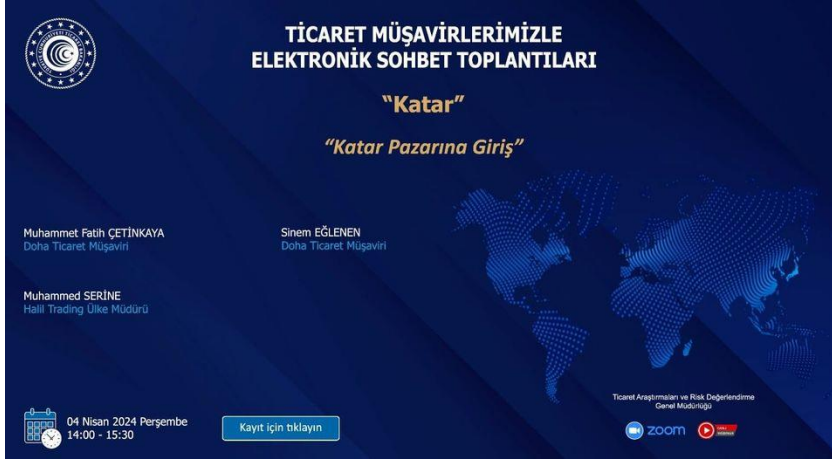 TİCARET MÜŞAVİRLERİMİZLE
ELEKTRONİK SOHBET TOPLANTILARI
“Katar”
“Katar Pazarına Giriş”
Muhammet Fatih ÇETİNKAYA
Doha Ticaret Müşaviri
Sinem EĞLENEN
Doha Ticaret Müşaviri
Muhammed SERİNE
Halil Trading Ülke Müdürü
04 Nisan 2024 Perşembe
14:00 - 15:30
Kayıt için tıklayın
Ticaret Araştırmaları ve Risk Değerlendirme
Genel Müdürlüğü
zoom